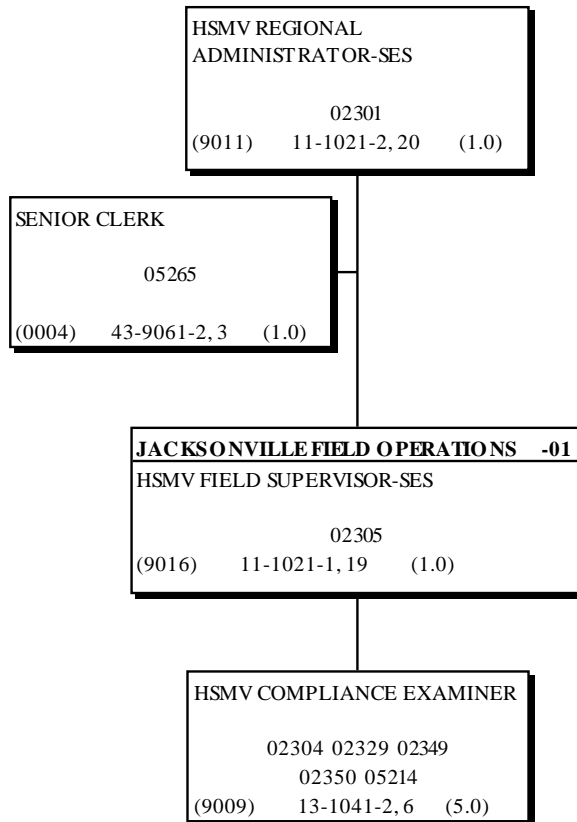 HSMV REGIONAL
ADMINISTRATOR-SES
02301
(9011) 11-1021-2, 20 (1.0)
SENIOR CLERK
05265
(0004) 43-9061-2, 3 (1.0)
JACKSONVILLE FIELD OPERATIONS -01
HSMV FIELD SUPERVISOR-SES
02305
(9016) 11-1021-1, 19 (1.0)
HSMV COMPLIANCE EXAMINER
02304 02329 02349
02350 05214
(9009) 13-1041-2, 6 (5.0)